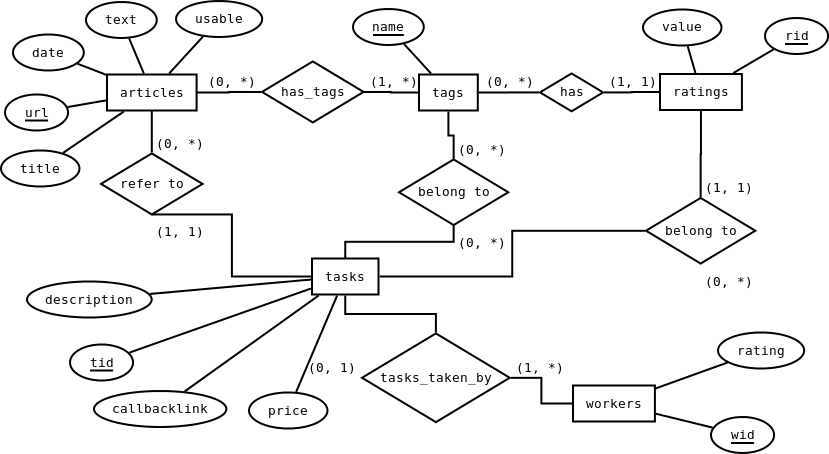 text
usable
name
value
rid
date
(0, *)
(1, *)
(0, *)
(1, 1)
articles
has_tags
tags
has
ratings
url
title
(0, *)
(0, *)
refer to
belong to
(1, 1)
(1, 1)
(0, *)
belong to
tasks
(0, *)
description
tid
(0, 1)
(1, *)
rating
tasks_taken_by
callbacklink
price
workers
wid